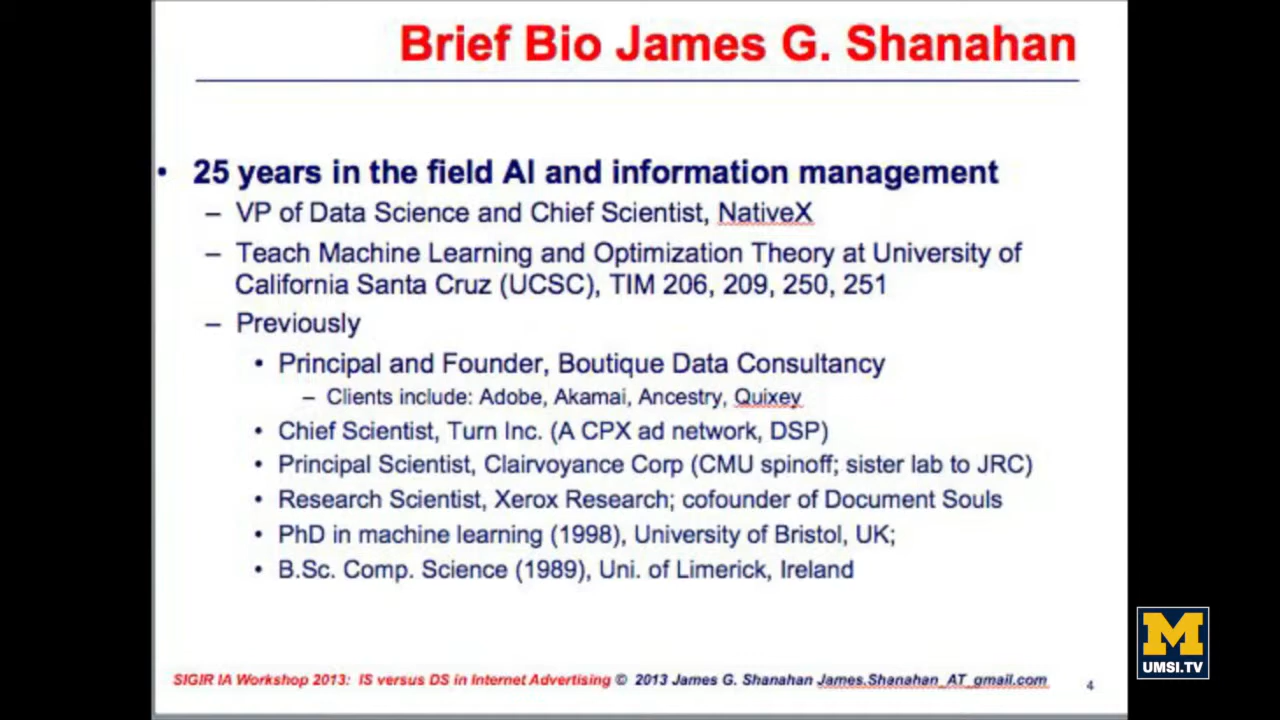 Brief Bio James G. Shanahan
• 25 years in the field AI and information management
– VP of Data Science and Chief Scientist, NativeX
– Teach Machine Learning and Optimization Theory at University of
California Santa Cruz (UCSC), TIM 206, 209, 250, 251
– Previously
• Principal and Founder, Boutique Data Consultancy
– Clients include: Adobe, Akamai, Ancestry, Quixey
• Chief Scientist, Turn Inc. (A CPX ad network, DSP)
• Principal Scientist, Clairvoyance Corp (CMU spinoff; sister lab to JRC)
• Research Scientist, Xerox Research; cofounder of Document Souls
• PhD in machine learning (1998), University of Bristol, UK;
• B.Sc. Comp. Science (1989), Uni. of Limerick, Ireland
SIGIR IA Workshop 2013: IS versus DS in Internet Advertising © 2013 James G. Shanahan James.Shanahan_AT_gmail.com
4
M
UMSI.TV